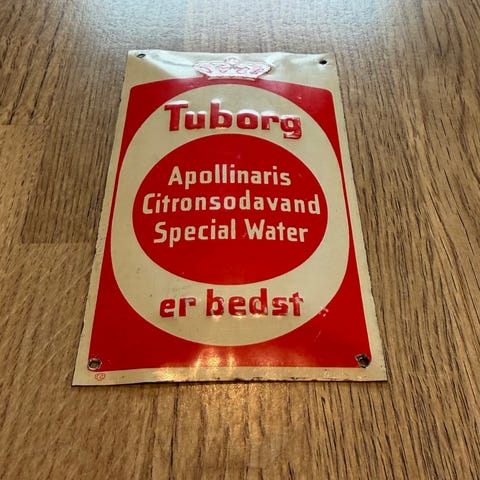 Tuborg
Apollinaris
Citronsodavand
Special Water
er bedst